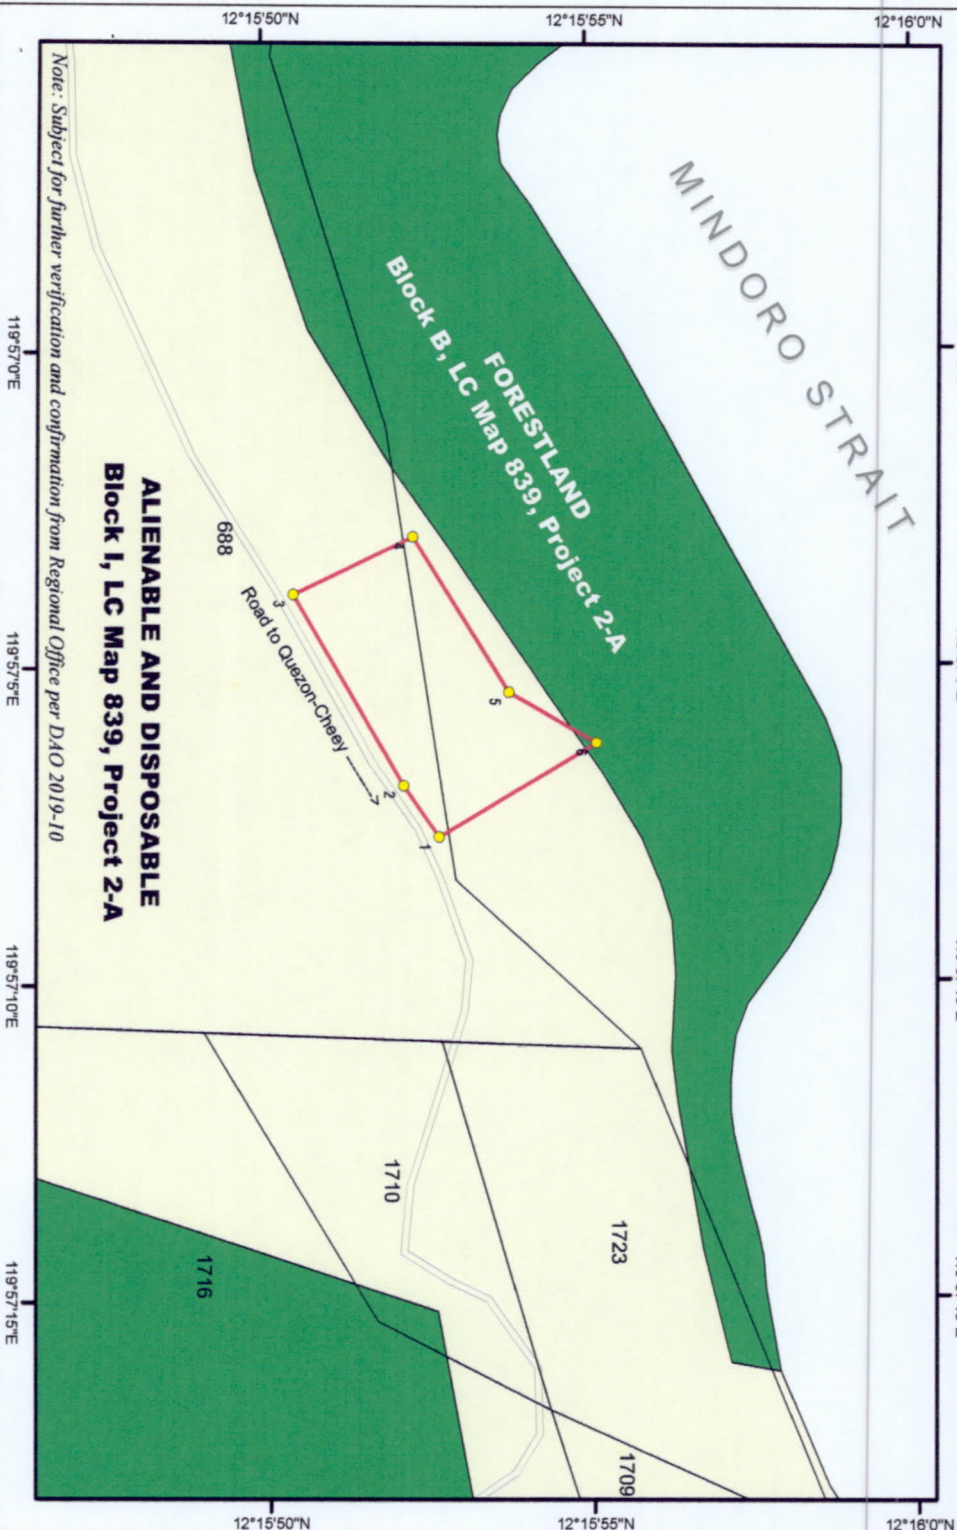 12°15'50"N
12°15'55"N
12°16'0"N
MINDORO STRAIT
FORESTLAND
Block B, LC Map 839, Project 2-A
119°57'0"E
119°57'5"E
119°57'10"E
119°57'15"E
4
5
6
3
2
1
688
Road to Quezon-Cheey ----->
1710
1723
1716
1709
ALIENABLE AND DISPOSABLE
Block I, LC Map 839, Project 2-A
Note: Subject for further verification and confirmation from Regional Office per DAO 2019-10
12°15'50"N
12°15'55"N
12°16'0"N